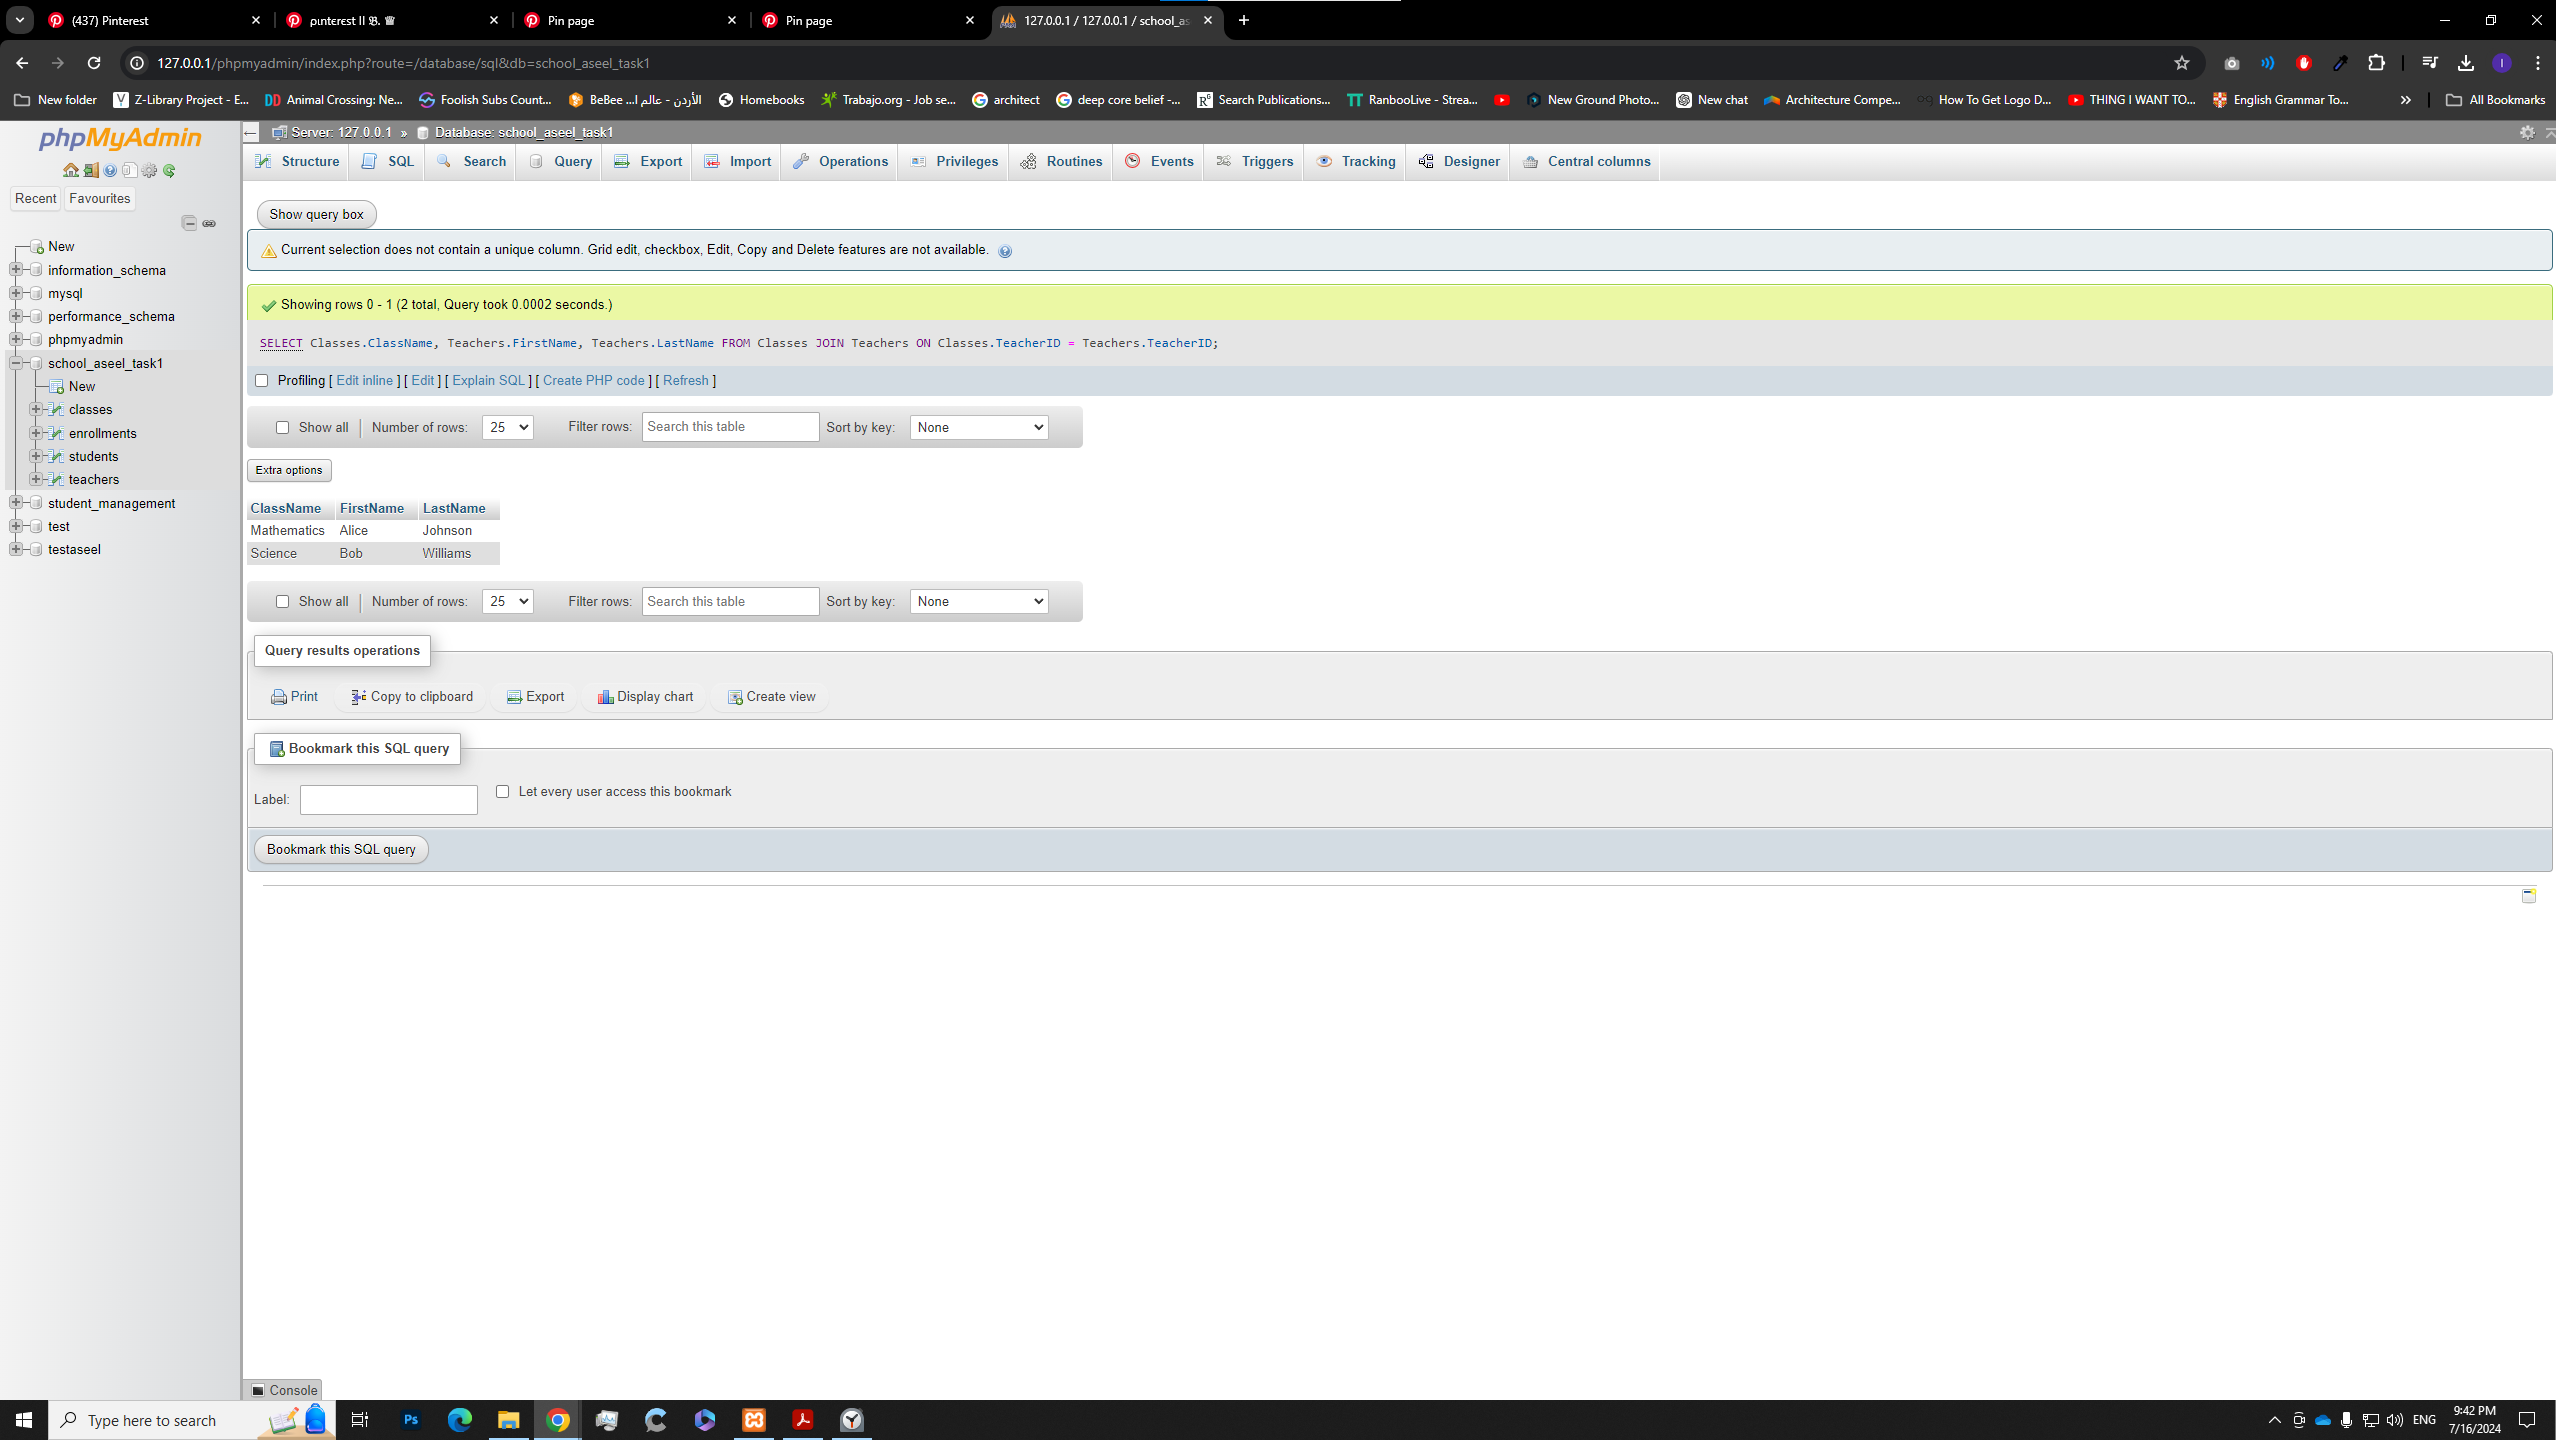 (437) Pinterest
Pin page
Pin page
127.0.0.1 / 127.0.0.1 / school_as
127.0.0.1/phpmyadmin/index.php?route=/database/sql&db=school_aseel_task1
New folder
Z-Library Project - E...
Animal Crossing: Ne...
Foolish Subs Count...
BeBee الأردن - عالم ا...
Homebooks
Trabajo.org - Job se...
architect
deep core belief -...
Search Publications...
RanbooLive - Strea...
New Ground Photo...
New chat
Architecture Compe...
How To Get Logo D...
THING I WANT TO...
English Grammar To...
All Bookmarks
phpMyAdmin
Recent Favourites
New
information_schema
mysql
performance_schema
phpmyadmin
school_aseel_task1
New
classes
enrollments
students
teachers
student_management
test
testaseel
Server: 127.0.0.1 » Database: school_aseel_task1
Structure SQL Search Query Export Import Operations Privileges Routines Events Triggers Tracking Designer Central columns
Show query box
Current selection does not contain a unique column. Grid edit, checkbox, Edit, Copy and Delete features are not available.
Showing rows 0 - 1 (2 total, Query took 0.0002 seconds.)
SELECT Classes.ClassName, Teachers.FirstName, Teachers.LastName FROM Classes JOIN Teachers ON Classes.TeacherID = Teachers.TeacherID;
Profiling [ Edit inline ] [ Edit ] [ Explain SQL ] [ Create PHP code ] [ Refresh ]
Show all Number of rows: 25 Filter rows: Search this table Sort by key: None
Extra options
ClassName FirstName LastName
Mathematics Alice Johnson
Science Bob Williams
Show all Number of rows: 25 Filter rows: Search this table Sort by key: None
Query results operations
Print Copy to clipboard Export Display chart Create view
Bookmark this SQL query
Label: Let every user access this bookmark
Bookmark this SQL query
Console
Type here to search
Ps
ENG
9:42 PM
7/16/2024